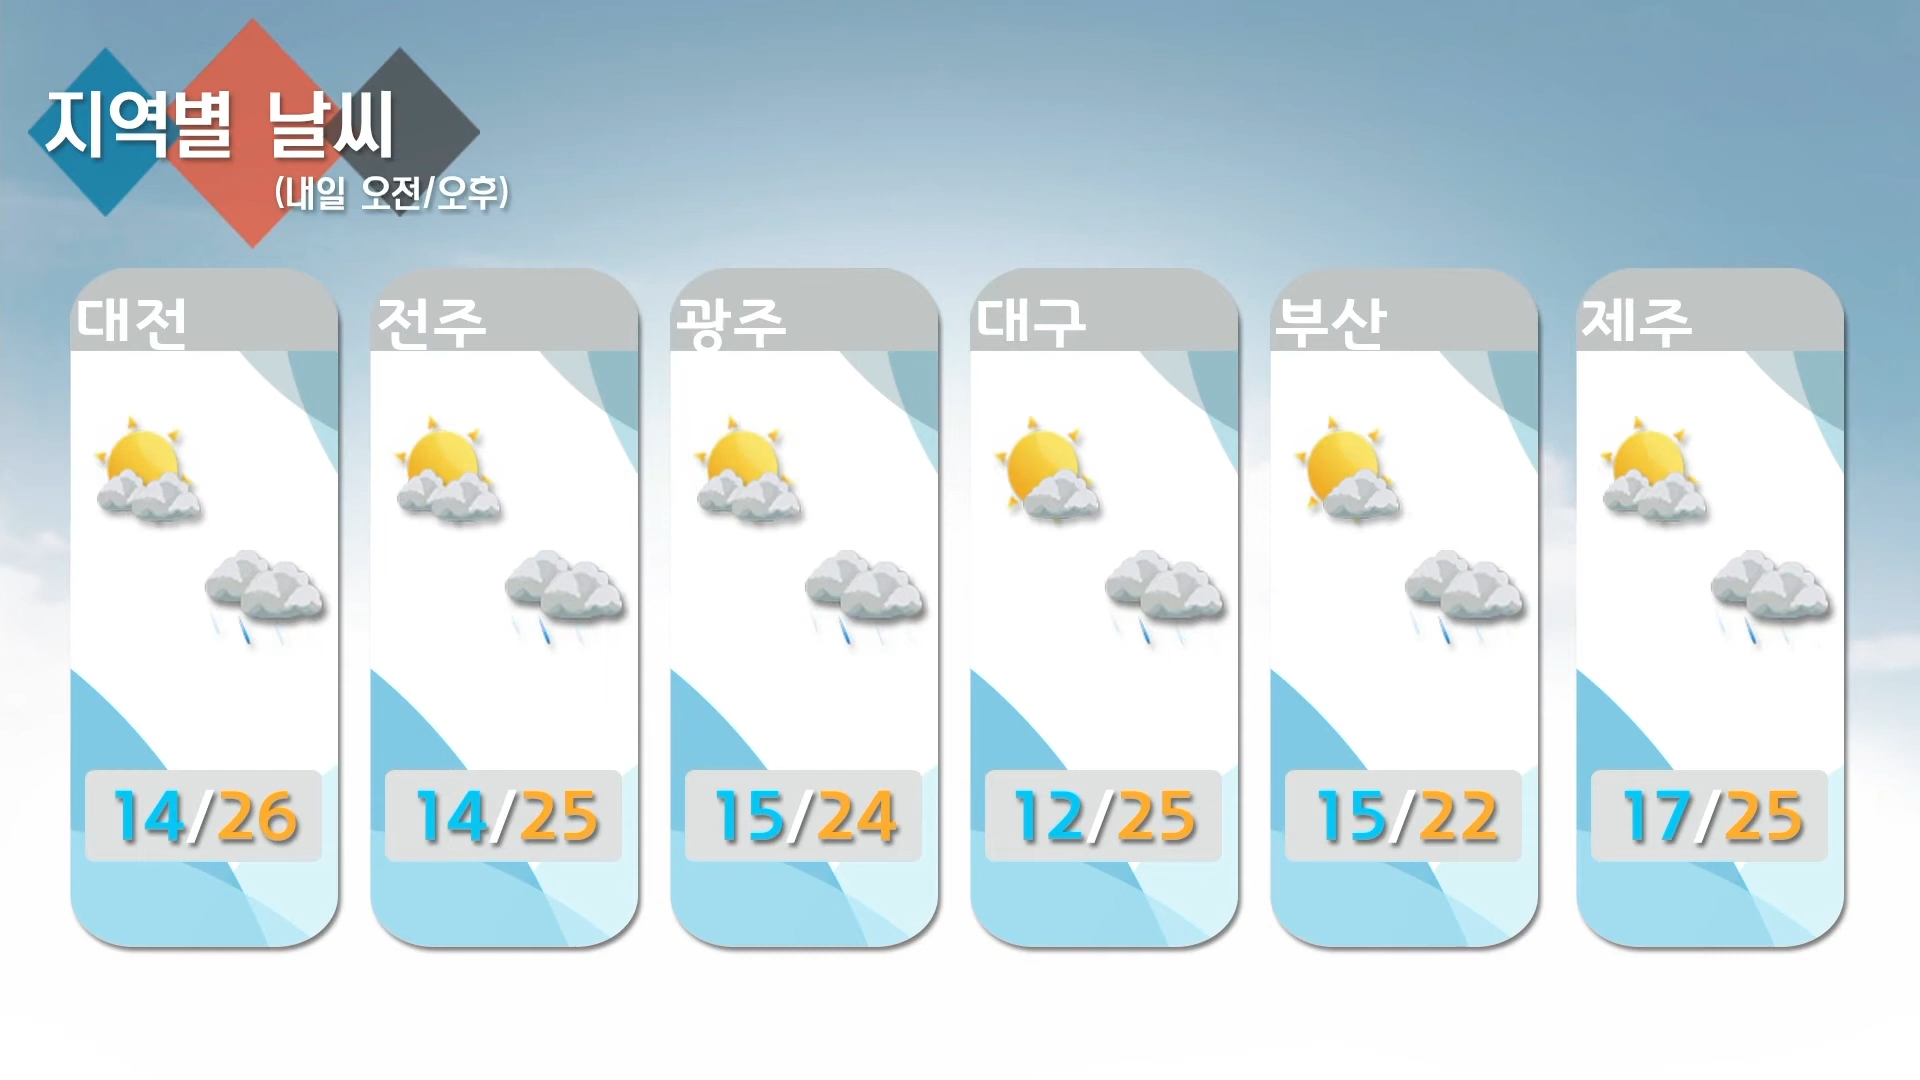 지역별 날씨
(내일 오전/오후)
대전
전주
광주
대구
부산
제주
14/26
14/25
15/24
12/25
15/22
17/25